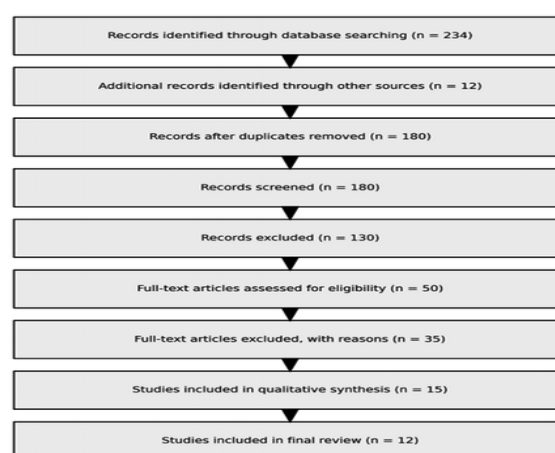 Records identified through database searching (n = 234)
Additional records identified through other sources (n = 12)
Records after duplicates removed (n = 180)
Records screened (n = 180)
Records excluded (n = 130)
Full-text articles assessed for eligibility (n = 50)
Full-text articles excluded, with reasons (n = 35)
Studies included in qualitative synthesis (n = 15)
Studies included in final review (n = 12)